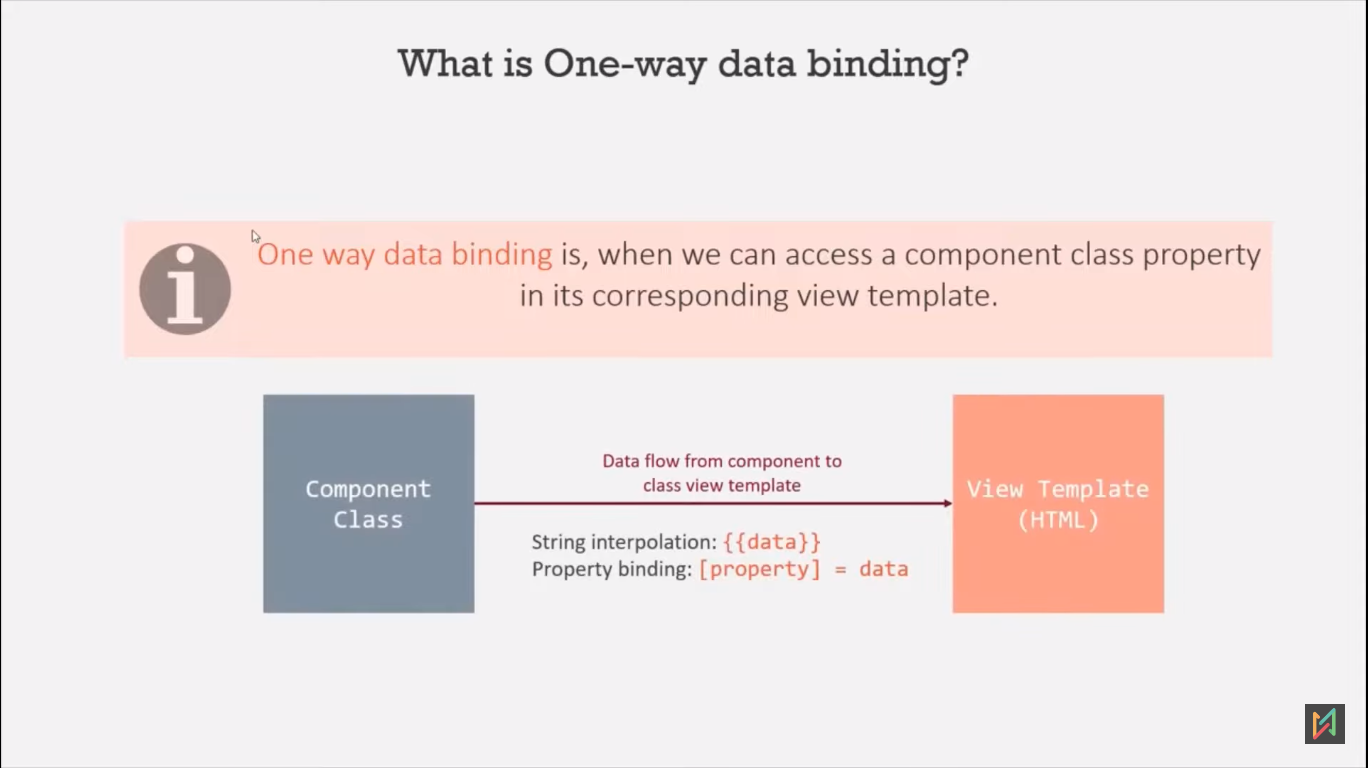 What is One-way data binding?
One way data binding is, when we can access a component class property
in its corresponding view template.
Component
Class
Data flow from component to
class view template
String interpolation: {{data}}
Property binding: [property] = data
View Template
(HTML)